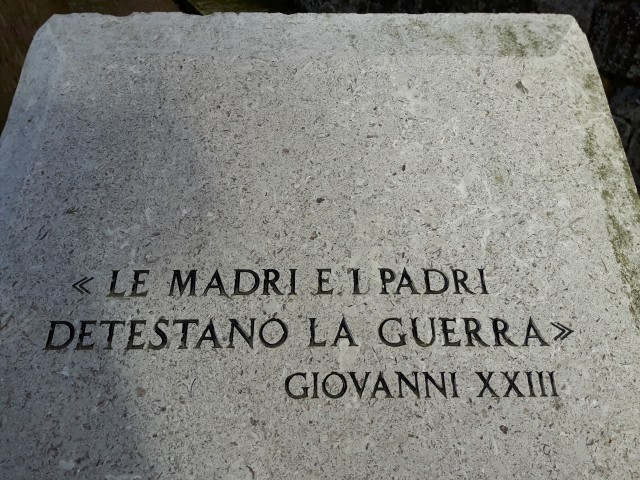 « LE MADRI E I PADRI
DETESTANO LA GUERRA»
GIOVANNI XXIII